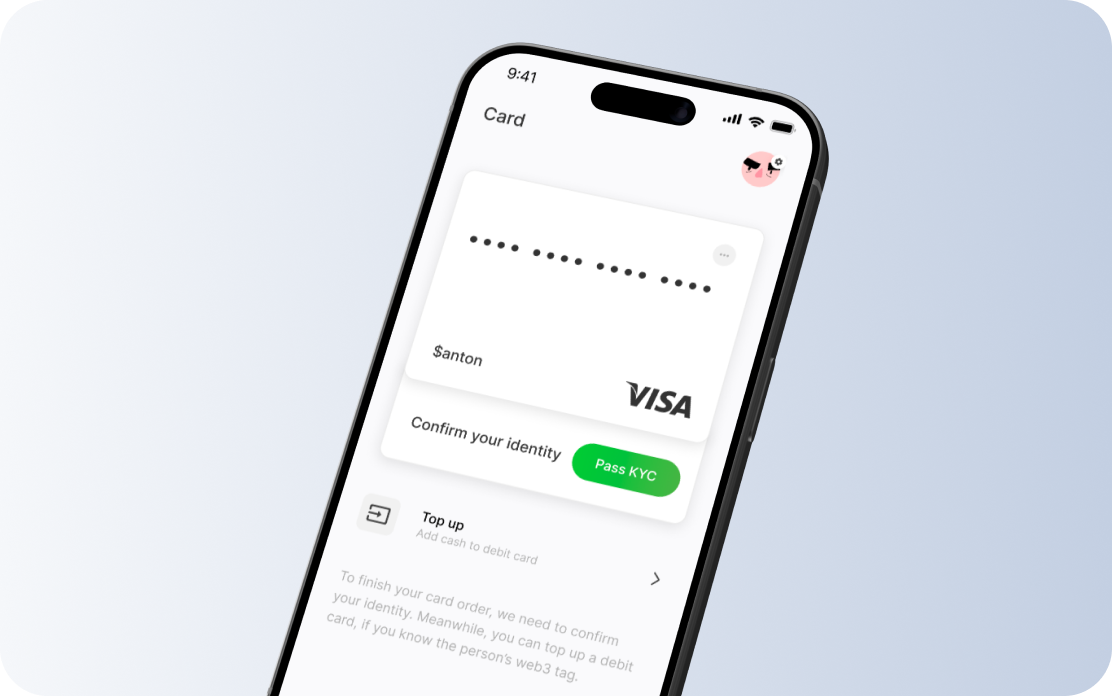 9:41
Card
•••• •••• •••• ••••
$anton
VISA
Confirm your identity
Pass KYC
Top up
Add cash to debit card
To finish your card order, we need to confirm
your identity. Meanwhile, you can top up a debit
card, if you know the person's web3 tag.